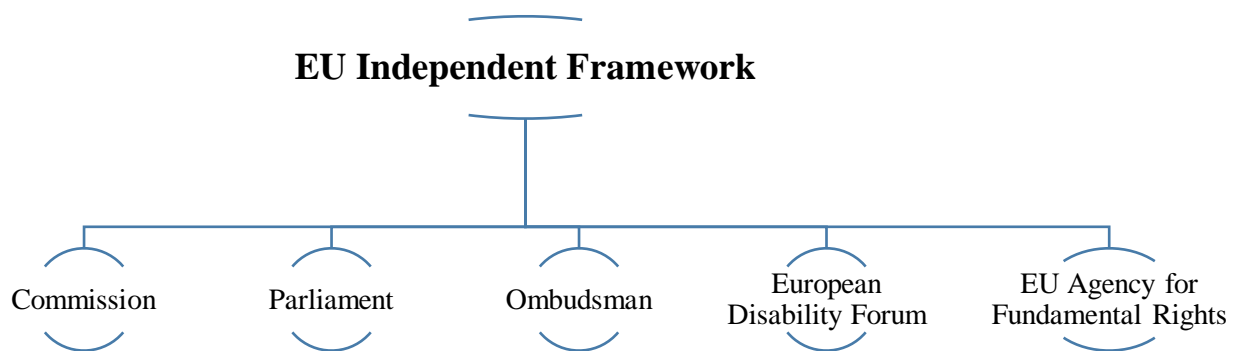 EU Independent Framework
Commission
Parliament
Ombudsman
European
Disability Forum
EU Agency for
Fundamental Rights